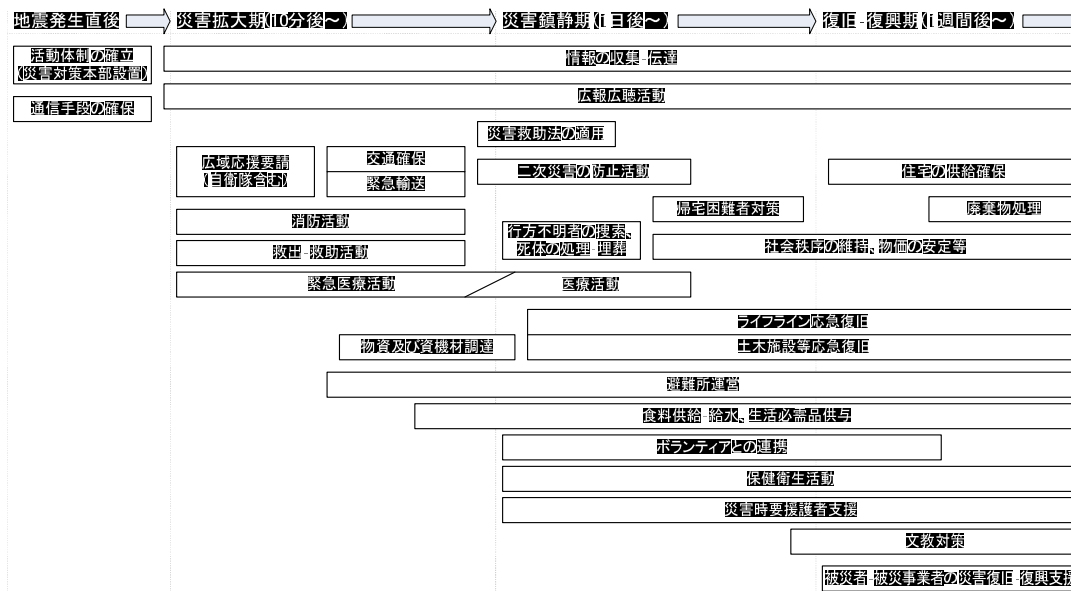 地震発生直後 災害拡大期(10分後～) 災害鎮静期(1日後～) 復旧-復興期(1週間後～)
活動体制の確立
(災害対策本部設置)
情報の収集-伝達
通信手段の確保
広報広聴活動
災害救助法の適用
広域応援要請
(自衛隊含む)
交通確保
緊急輸送
二次災害の防止活動
住宅の供給確保
帰宅困難者対策
廃棄物処理
消防活動
行方不明者の捜索、
死体の処理-埋葬
救出-救助活動
社会秩序の維持、物価の安定等
緊急医療活動
医療活動
ライフライン応急復旧
物資及び資機材調達
土木施設等応急復旧
避難所運営
食料供給-給水、生活必需品供与
ボランティアとの連携
保健衛生活動
災害時要援護者支援
文教対策
被災者-被災事業者の災害復旧-復興支援